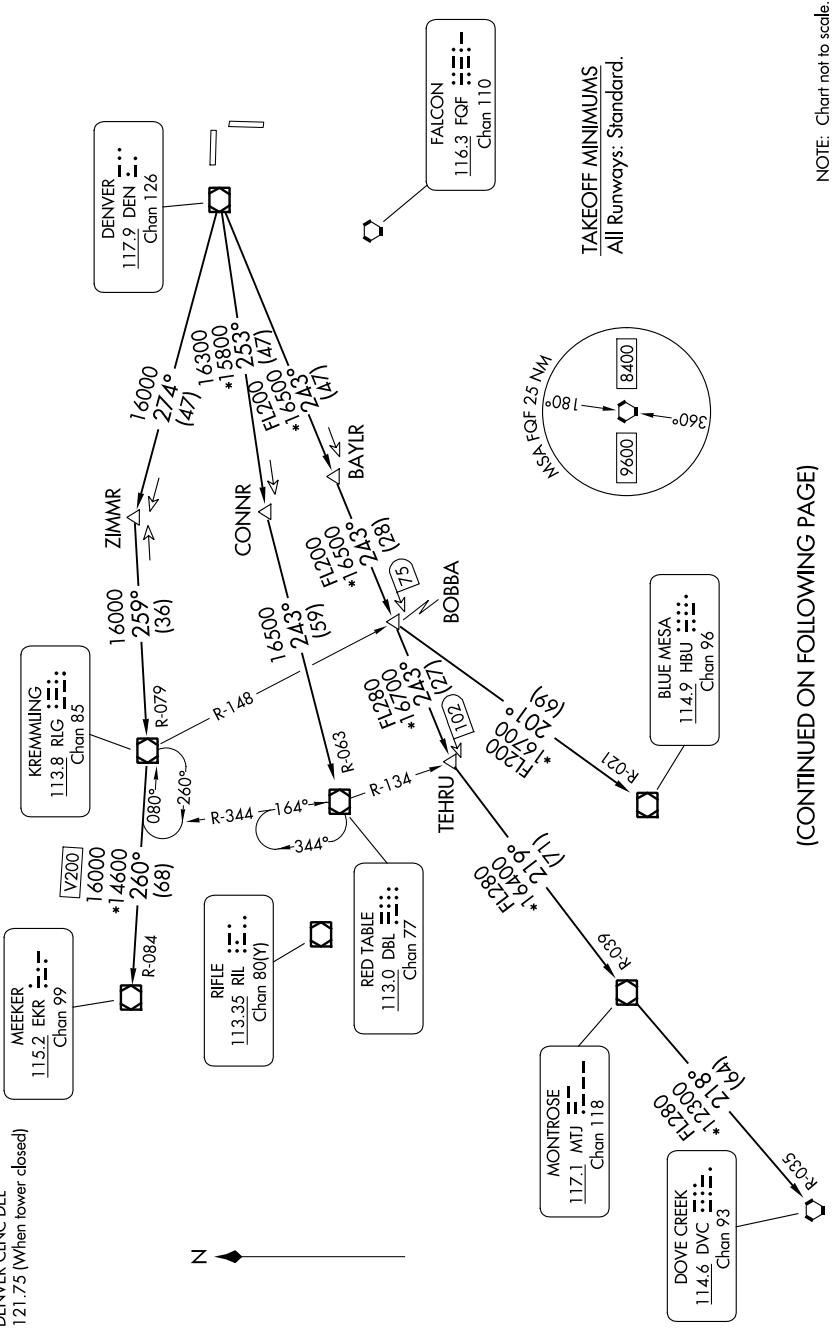 DENVER CLNC DEL
121.75 (When tower closed)
MEEKER
115.2 EKR
Chan 99
R-084
V200
16000
*14600
260°
(68)
KREMMLING
113.8 RLG
Chan 85
080°
260°
R-079
16000
259°
(36)
ZIMMR
16000
274°
(47)
DENVER
117.9 DEN
Chan 126
16300
*15800
253°
(47)
FL200
*16500
243°
(47)
CONNR
BAYLR
FALCON
116.3 FQF
Chan 110
RIFLE
113.35 RIL
Chan 80(Y)
R-344
164°
344°
R-148
16500
243°
(59)
R-063
FL200
*16500
243°
(28)
75
BOBBA
RED TABLE
113.0 DBL
Chan 77
R-134
FL280
*16700
243°
(27)
102
TEHRU
FL200
*16700
201°
(69)
R-021
BLUE MESA
114.9 HBU
Chan 96
FL280
*16400
219°
(71)
R-039
MONTROSE
117.1 MTJ
Chan 118
FL280
*12300
218°
(64)
R-035
DOVE CREEK
114.6 DVC
Chan 93
N
MSA FQF 25 NM
180°
360°
9600
8400
TAKEOFF MINIMUMS
All Runways: Standard.
(CONTINUED ON FOLLOWING PAGE)
NOTE: Chart not to scale.